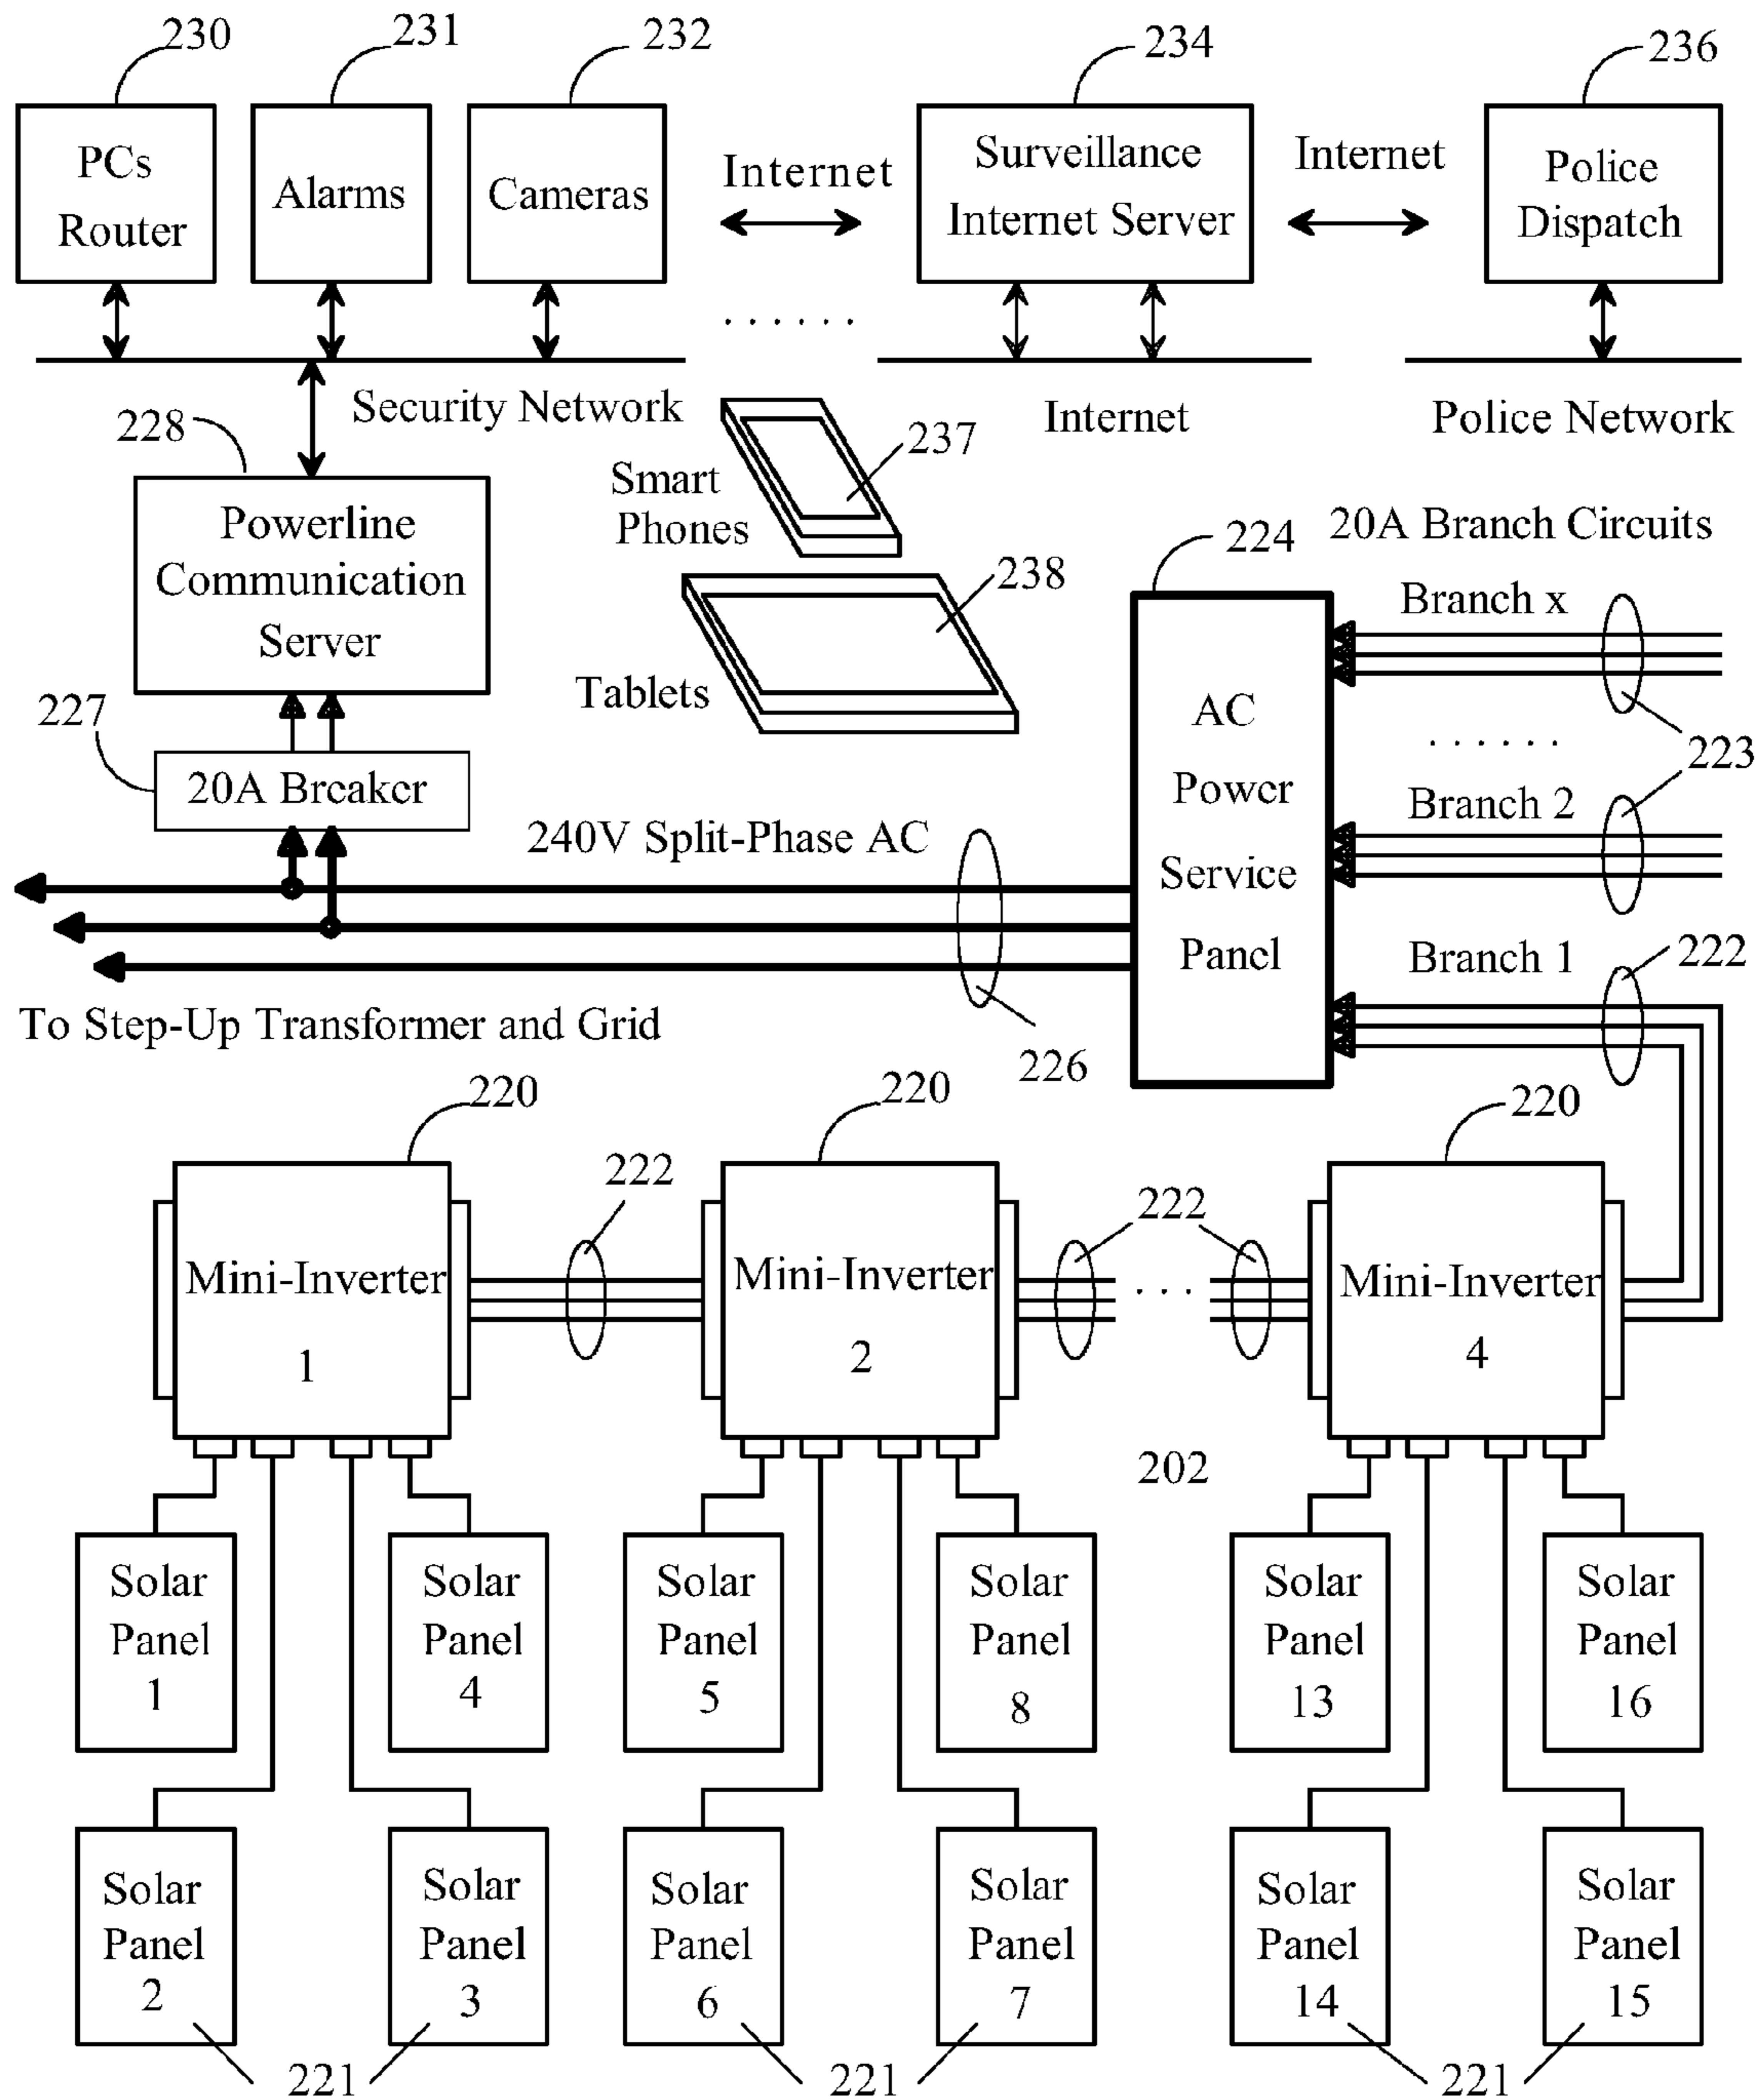 230
231
232
234
236
PCs
Router
Alarms
Cameras
Internet
Surveillance
Internet Server
Internet
Police
Dispatch
. . . . . .
Security Network
Internet
Police Network
228
Powerline
Communication
Server
Smart
Phones
237
238
Tablets
224
20A Branch Circuits
Branch x
223
. . . . . .
Branch 2
AC
Power
Service
Panel
227
20A Breaker
240V Split-Phase AC
Branch 1
222
To Step-Up Transformer and Grid
226
220
220
220
222
222
Mini-Inverter
1
Mini-Inverter
2
. . .
Mini-Inverter
4
202
Solar
Panel
1
Solar
Panel
4
Solar
Panel
5
Solar
Panel
8
Solar
Panel
13
Solar
Panel
16
Solar
Panel
2
Solar
Panel
3
Solar
Panel
6
Solar
Panel
7
Solar
Panel
14
Solar
Panel
15
221
221
221